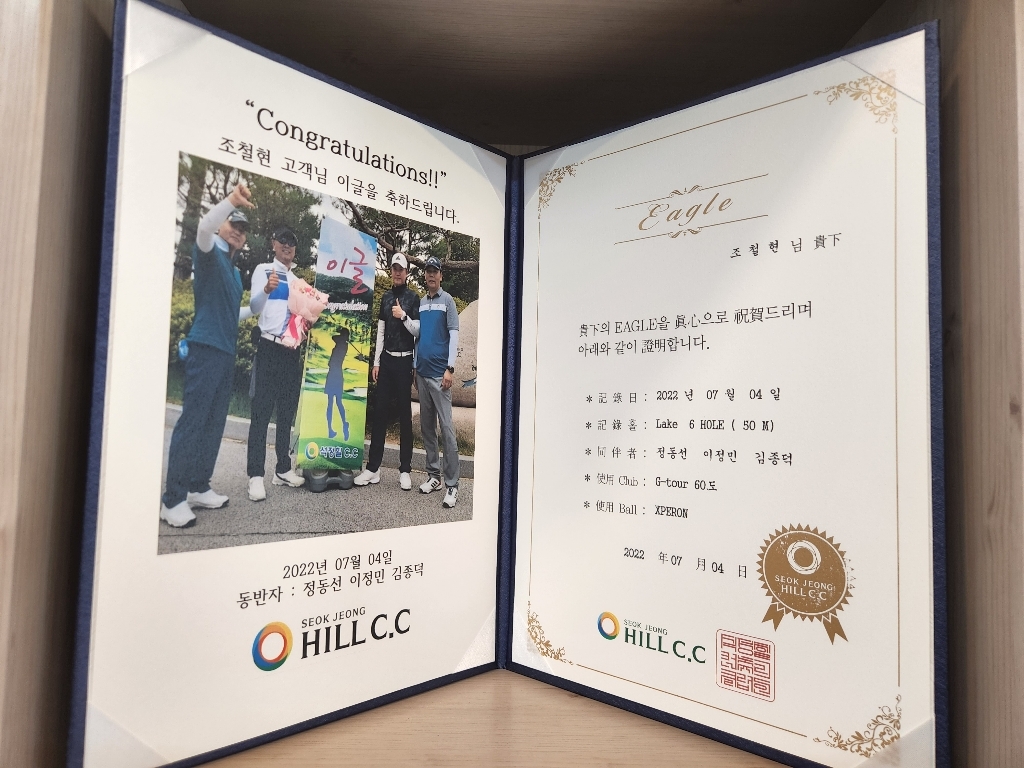 “Congratulations!!”
조철현 고객님 이글을 축하드립니다.
이글
Congratulation
석정힐 C.C
2022년 07월 04일
동반자 : 정동선 이정민 김종덕
SEOK JEONG
HILL C.C
Eagle
조철현 님 貴下
貴下의 EAGLE을 眞心으로 祝賀드리며
아래와 같이 證明합니다.
* 記 錄 日 : 2022 년 07 월 04 일
* 記 錄 홀 : Lake 6 HOLE ( 50 M)
* 同 伴 者 : 정동선 이정민 김종덕
* 使用 Club : G-tour 60도
* 使用 Ball : XPERON
2022 年 07 月 04 日
SEOK JEONG
HILL C.C
SEOK JEONG
HILL C.C